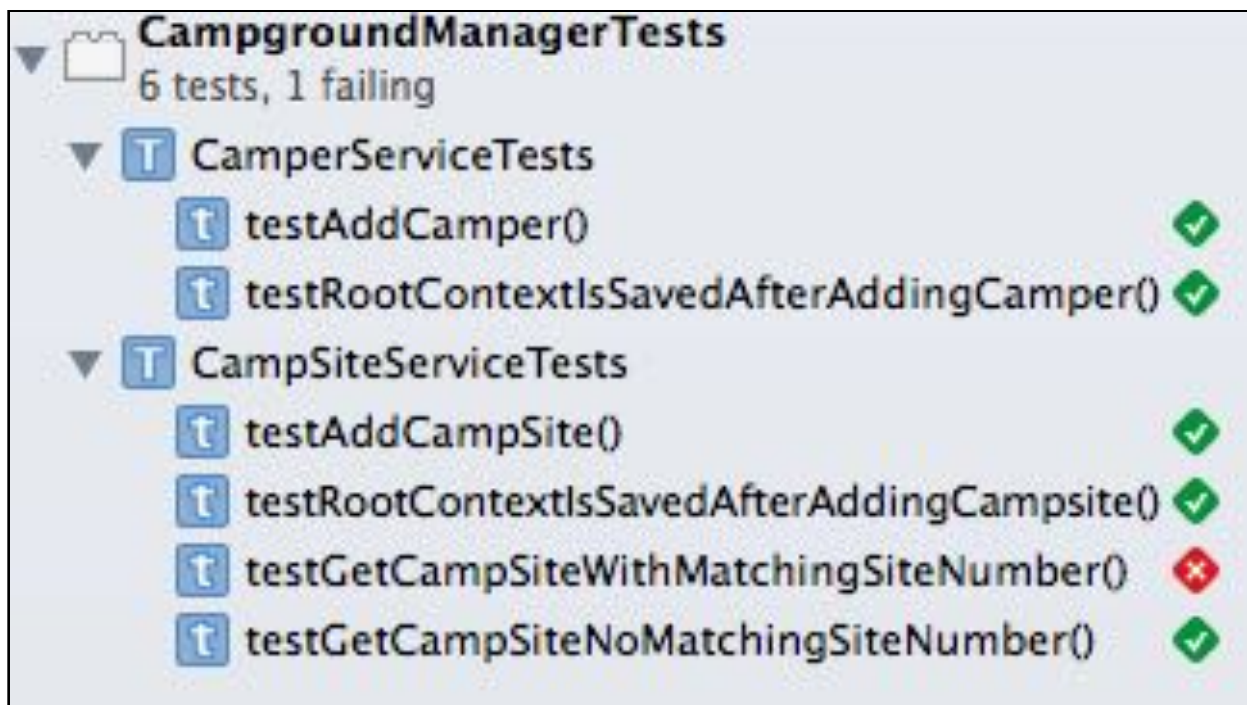 CampgroundManagerTests
6 tests, 1 failing
T CamperServiceTests
t testAddCamper()
t testRootContextIsSavedAfterAddingCamper()
T CampSiteServiceTests
t testAddCampSite()
t testRootContextIsSavedAfterAddingCampsite()
t testGetCampSiteWithMatchingSiteNumber()
t testGetCampSiteNoMatchingSiteNumber()